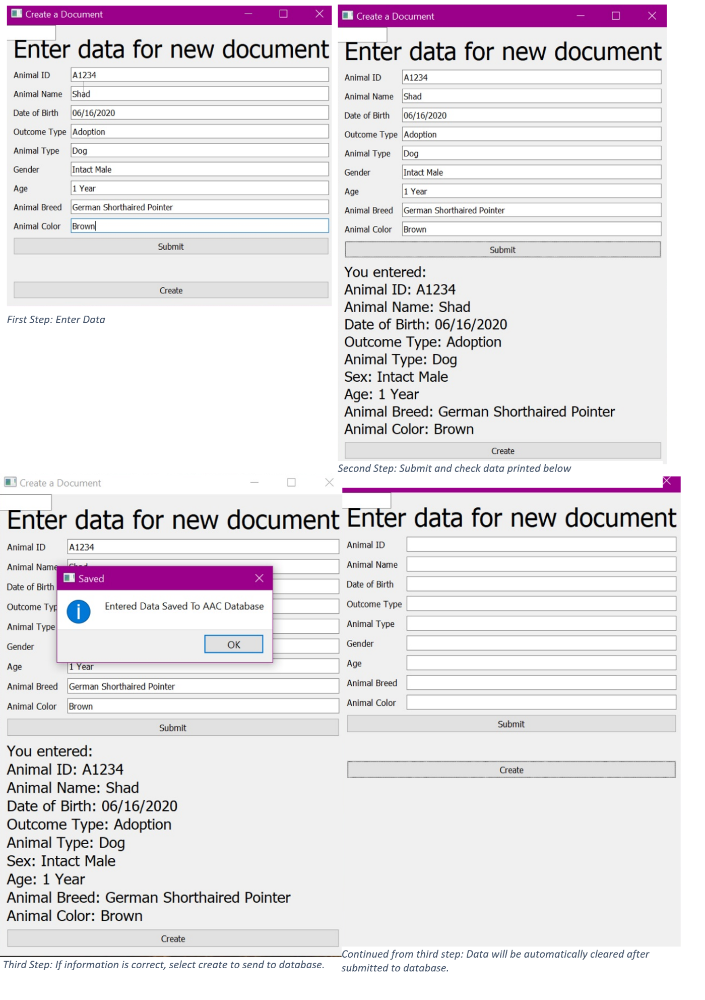 Create a Document
Enter data for new document
Animal ID A1234
Animal Name Shad
Date of Birth 06/16/2020
Outcome Type Adoption
Animal Type Dog
Gender Intact Male
Age 1 Year
Animal Breed German Shorthaired Pointer
Animal Color Brown
Submit
Create
First Step: Enter Data
Create a Document
Enter data for new document
Animal ID A1234
Animal Name Shad
Date of Birth 06/16/2020
Outcome Type Adoption
Animal Type Dog
Gender Intact Male
Age 1 Year
Animal Breed German Shorthaired Pointer
Animal Color Brown
Submit
You entered:
Animal ID: A1234
Animal Name: Shad
Date of Birth: 06/16/2020
Outcome Type: Adoption
Animal Type: Dog
Sex: Intact Male
Age: 1 Year
Animal Breed: German Shorthaired Pointer
Animal Color: Brown
Create
Second Step: Submit and check data printed below
Create a Document
Enter data for new document
Animal ID A1234
Animal Name
Saved
Date of Birth
Entered Data Saved To AAC Database
Outcome Typ
Animal Type
OK
Gender
Age 1 Year
Animal Breed German Shorthaired Pointer
Animal Color Brown
Submit
You entered:
Animal ID: A1234
Animal Name: Shad
Date of Birth: 06/16/2020
Outcome Type: Adoption
Animal Type: Dog
Sex: Intact Male
Age: 1 Year
Animal Breed: German Shorthaired Pointer
Animal Color: Brown
Create
Third Step: If information is correct, select create to send to database.
Enter data for new document
Animal ID
Animal Name
Date of Birth
Outcome Type
Animal Type
Gender
Age
Animal Breed
Animal Color
Submit
Create
Continued from third step: Data will be automatically cleared after
submitted to database.